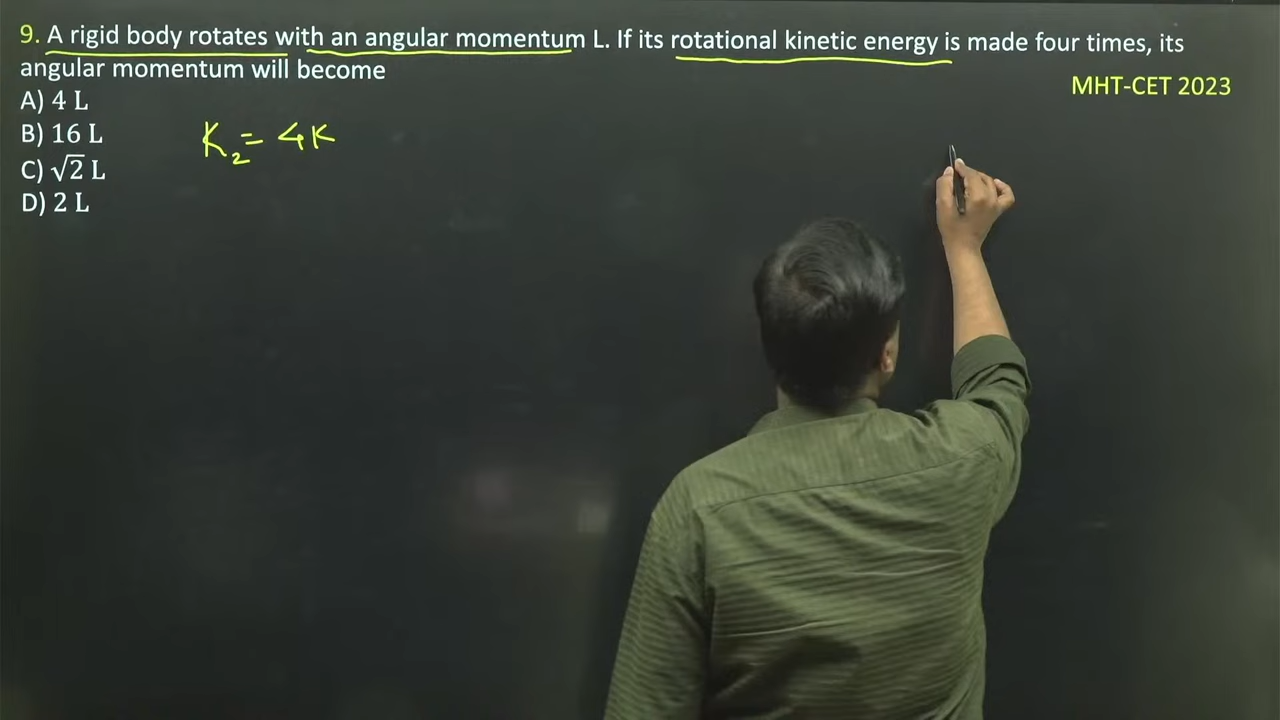 9. A rigid body rotates with an angular momentum L. If its rotational kinetic energy is made four times, its
angular momentum will become
MHT-CET 2023
A) 4 L
B) 16 L
C) √2 L
D) 2 L
K₂ = 4K